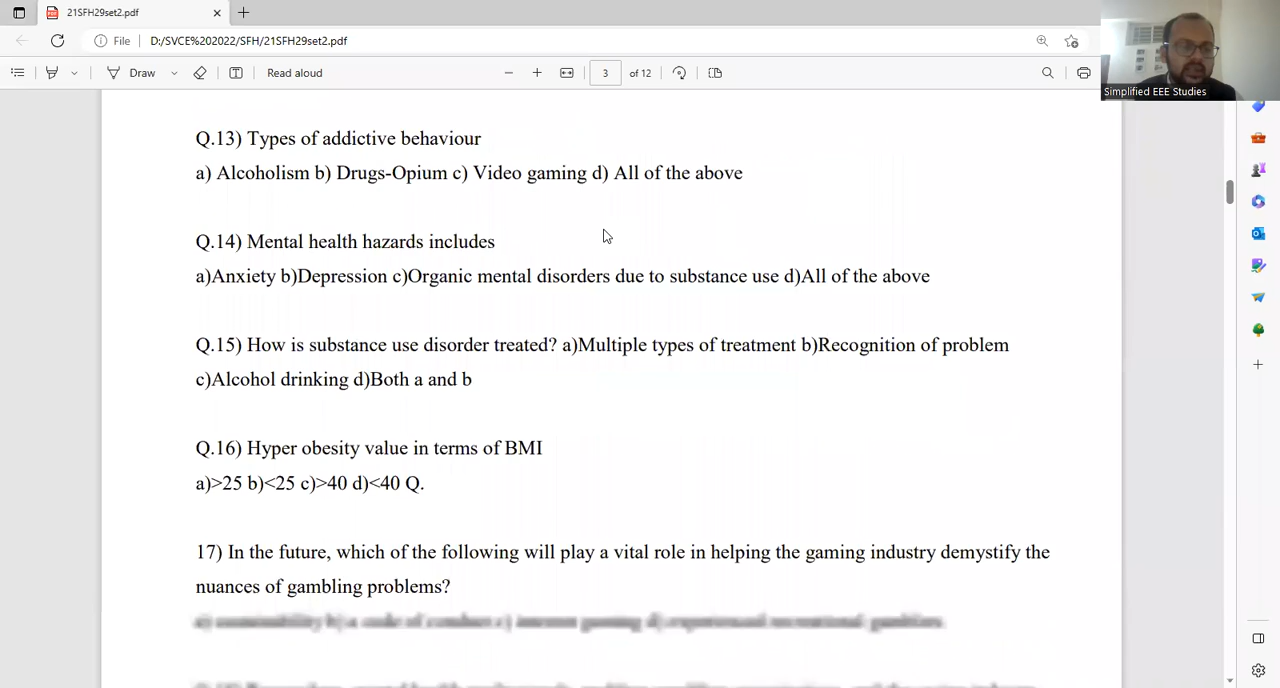 21SFH29set2.pdf
File D:/SVCE%202022/SFH/21SFH29set2.pdf
Draw Read aloud 3 of 12
Simplified EEE Studies
Q.13) Types of addictive behaviour
a) Alcoholism b) Drugs-Opium c) Video gaming d) All of the above
Q.14) Mental health hazards includes
a)Anxiety b)Depression c)Organic mental disorders due to substance use d)All of the above
Q.15) How is substance use disorder treated? a)Multiple types of treatment b)Recognition of problem
c)Alcohol drinking d)Both a and b
Q.16) Hyper obesity value in terms of BMI
a)>25 b)<25 c)>40 d)<40 Q.
17) In the future, which of the following will play a vital role in helping the gaming industry demystify the
nuances of gambling problems?